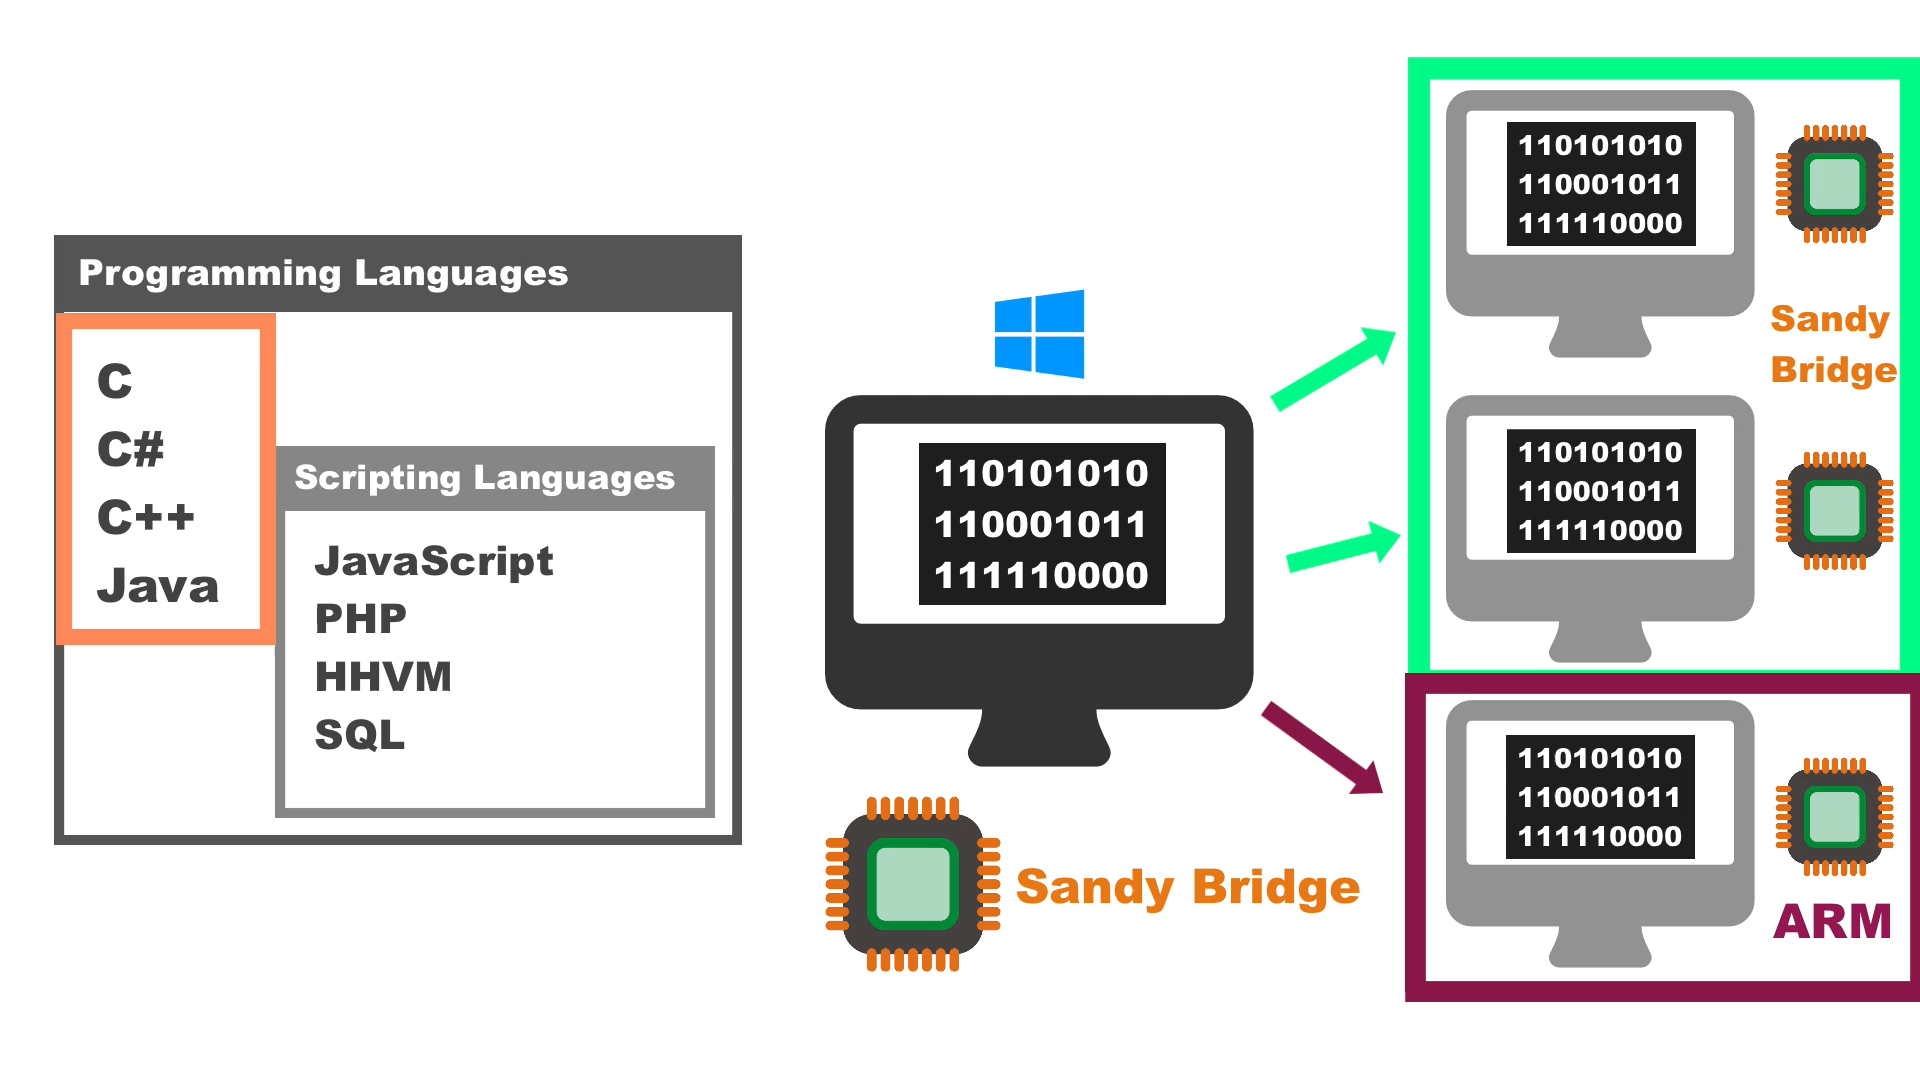 Programming Languages
C
C#
C++
Java
Scripting Languages
JavaScript
PHP
HHVM
SQL
110101010
110001011
111110000
Sandy Bridge
110101010
110001011
111110000
Sandy
Bridge
110101010
110001011
111110000
110101010
110001011
111110000
ARM